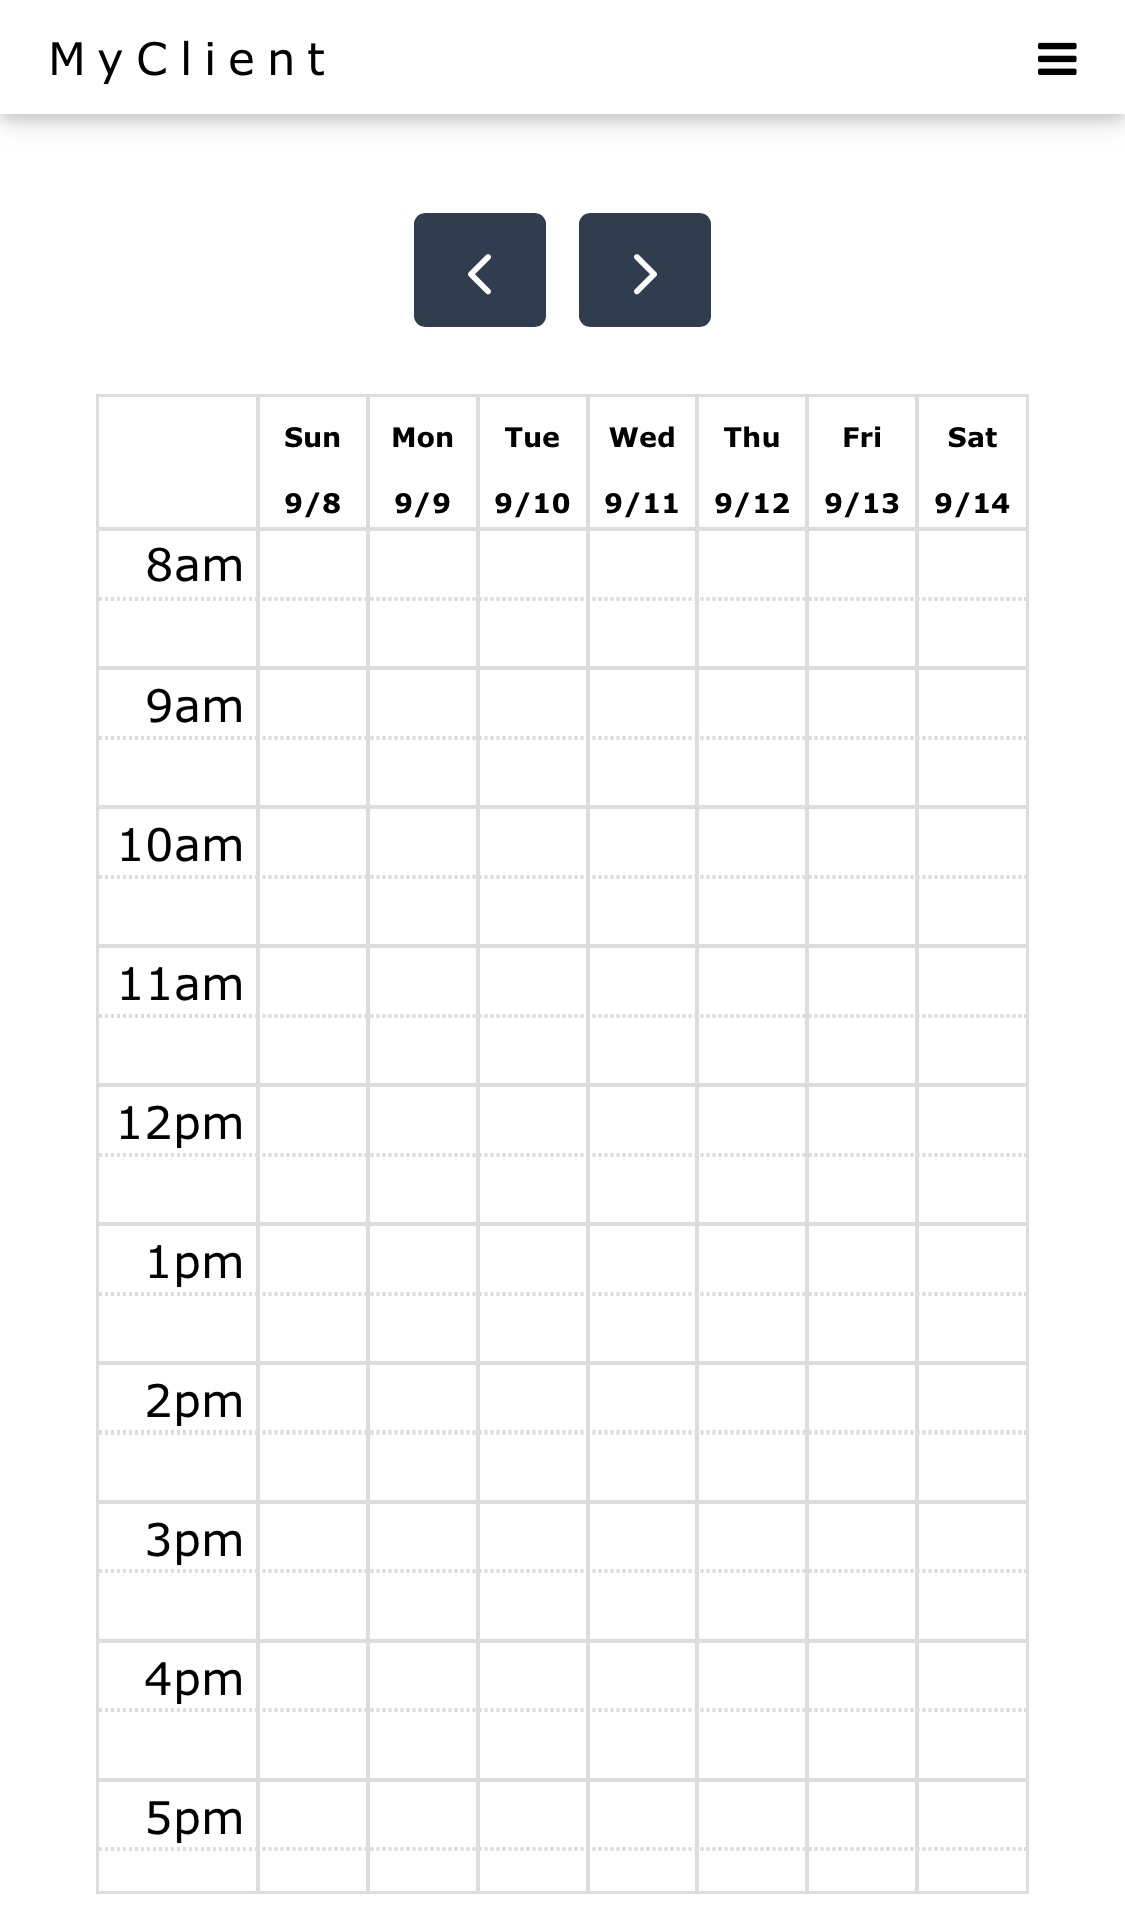 MyClient
Sun Mon Tue Wed Thu Fri Sat
9/8 9/9 9/10 9/11 9/12 9/13 9/14
8am
9am
10am
11am
12pm
1pm
2pm
3pm
4pm
5pm